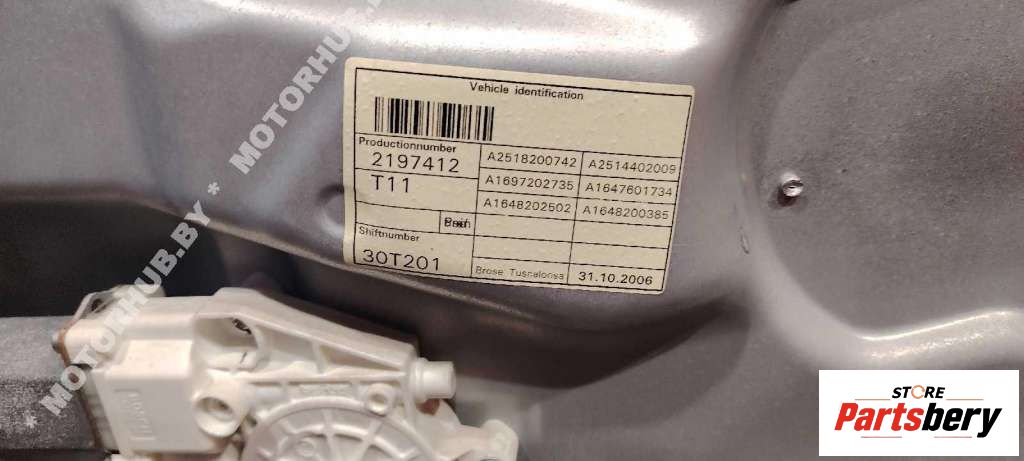 Vehicle identification
Productionnumber
2197412
A2518200742 A2514402009
T11
A1697202735 A1647601734
A1648202502 A1648200385
Shiftnumber
30T201
Brose Tuscalonsa 31.10.2006
* MOTORHUB.BY * MOTORHUB.BY
STORE
Partsbery